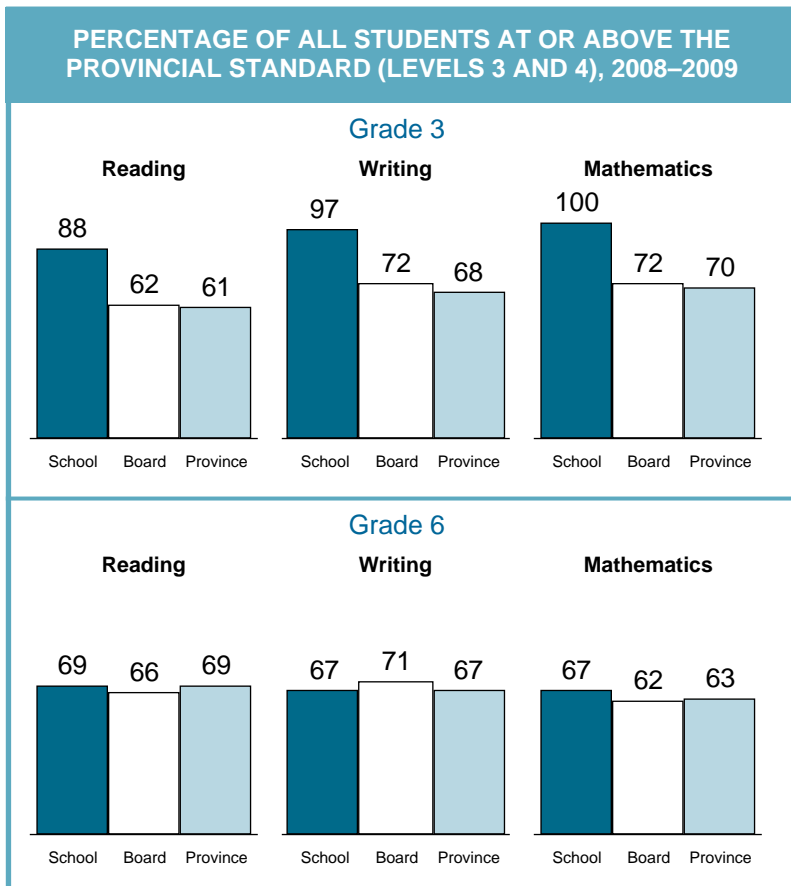 PERCENTAGE OF ALL STUDENTS AT OR ABOVE THE
PROVINCIAL STANDARD (LEVELS 3 AND 4), 2008–2009
Grade 3
Reading
88
62
61
School Board Province
Writing
97
72
68
School Board Province
Mathematics
100
72
70
School Board Province
Grade 6
Reading
69
66
69
School Board Province
Writing
67
71
67
School Board Province
Mathematics
67
62
63
School Board Province